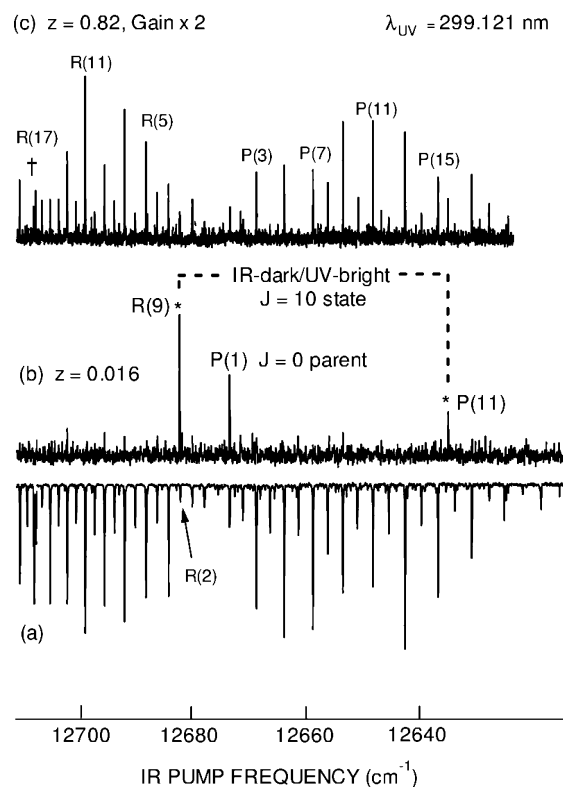 (c) z = 0.82, Gain x 2 λUV = 299.121 nm
R(11)
R(17) † R(5) P(3) P(7) P(11) P(15)
IR-dark/UV-bright
J = 10 state
R(9) *
P(1) J = 0 parent
(b) z = 0.016
* P(11)
R(2)
(a)
12700 12680 12660 12640
IR PUMP FREQUENCY (cm⁻¹)